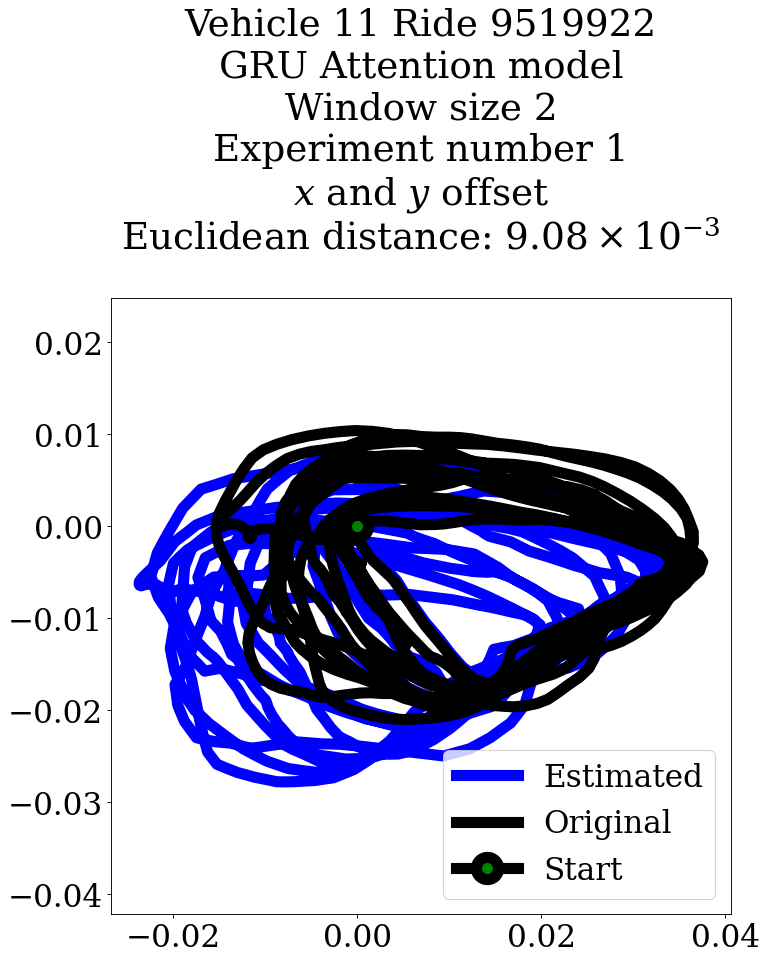 Vehicle 11 Ride 9519922
GRU Attention model
Window size 2
Experiment number 1
x and y offset
Euclidean distance: 9.08 × 10⁻³
0.02
0.01
0.00
−0.01
−0.02
−0.03
−0.04
Estimated
Original
Start
−0.02 0.00 0.02 0.04